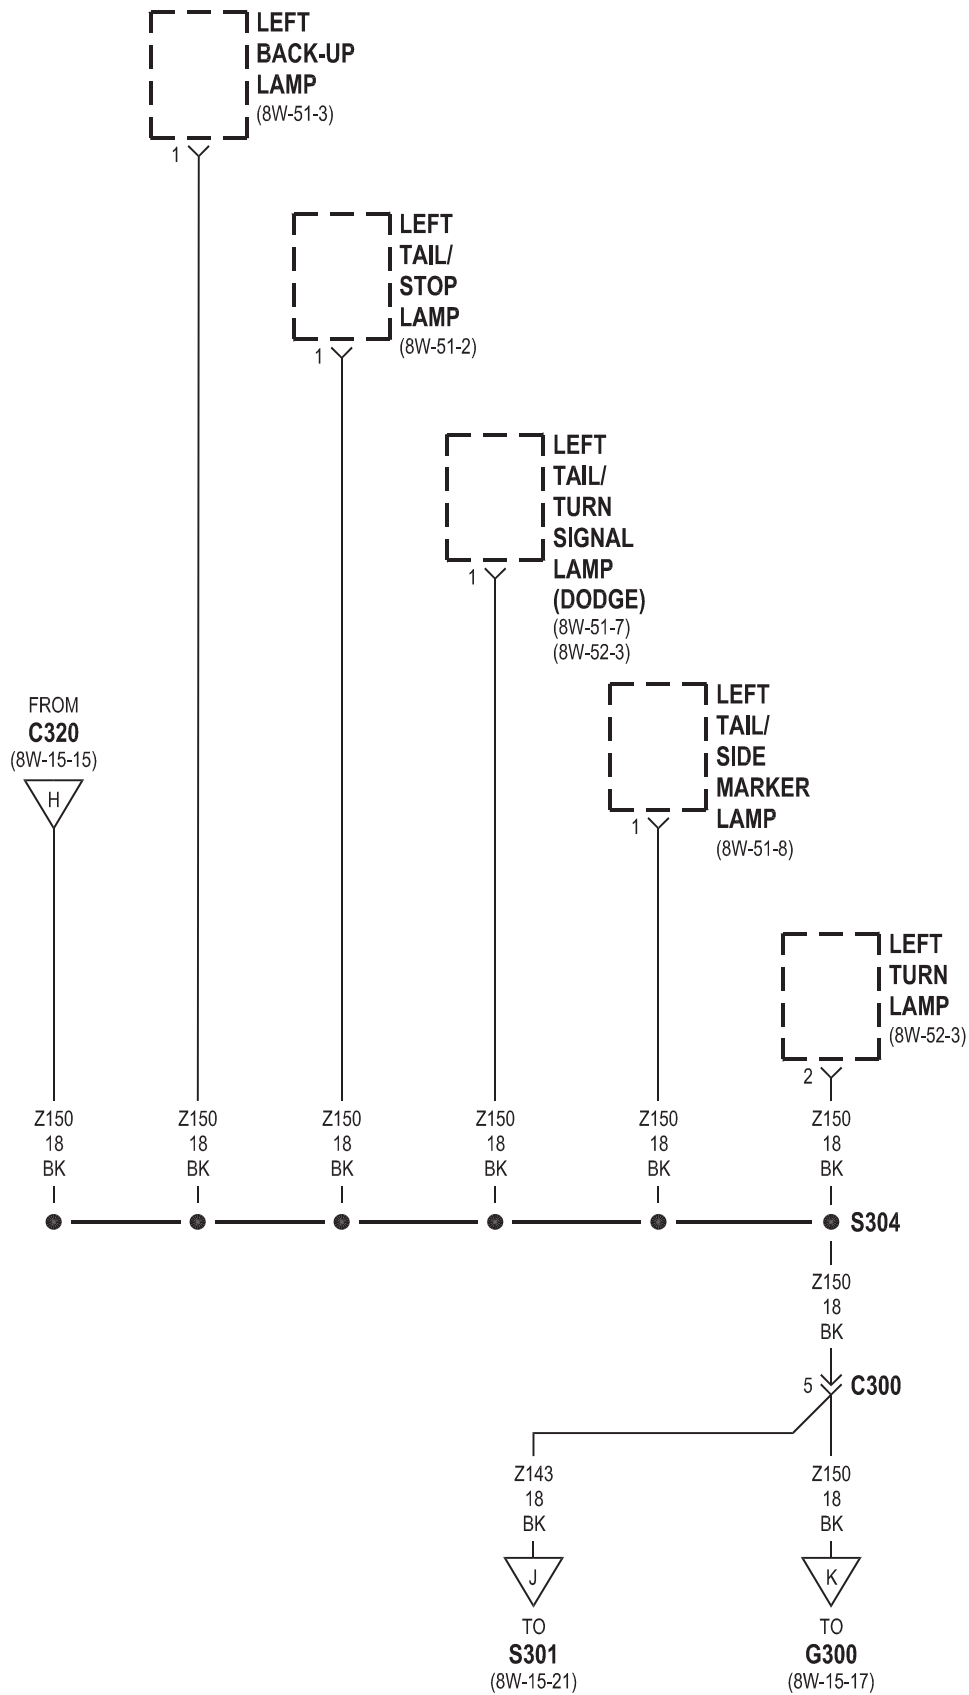 LEFT
BACK-UP
LAMP
(8W-51-3)
1
LEFT
TAIL/
STOP
LAMP
(8W-51-2)
1
LEFT
TAIL/
TURN
SIGNAL
LAMP
(DODGE)
(8W-51-7)
(8W-52-3)
1
FROM
C320
(8W-15-15)
H
LEFT
TAIL/
SIDE
MARKER
LAMP
(8W-51-8)
1
LEFT
TURN
LAMP
(8W-52-3)
2
Z150 Z150 Z150 Z150 Z150 Z150
18 18 18 18 18 18
BK BK BK BK BK BK
S304
Z150
18
BK
5 C300
Z143 Z150
18 18
BK BK
J K
TO TO
S301 G300
(8W-15-21) (8W-15-17)